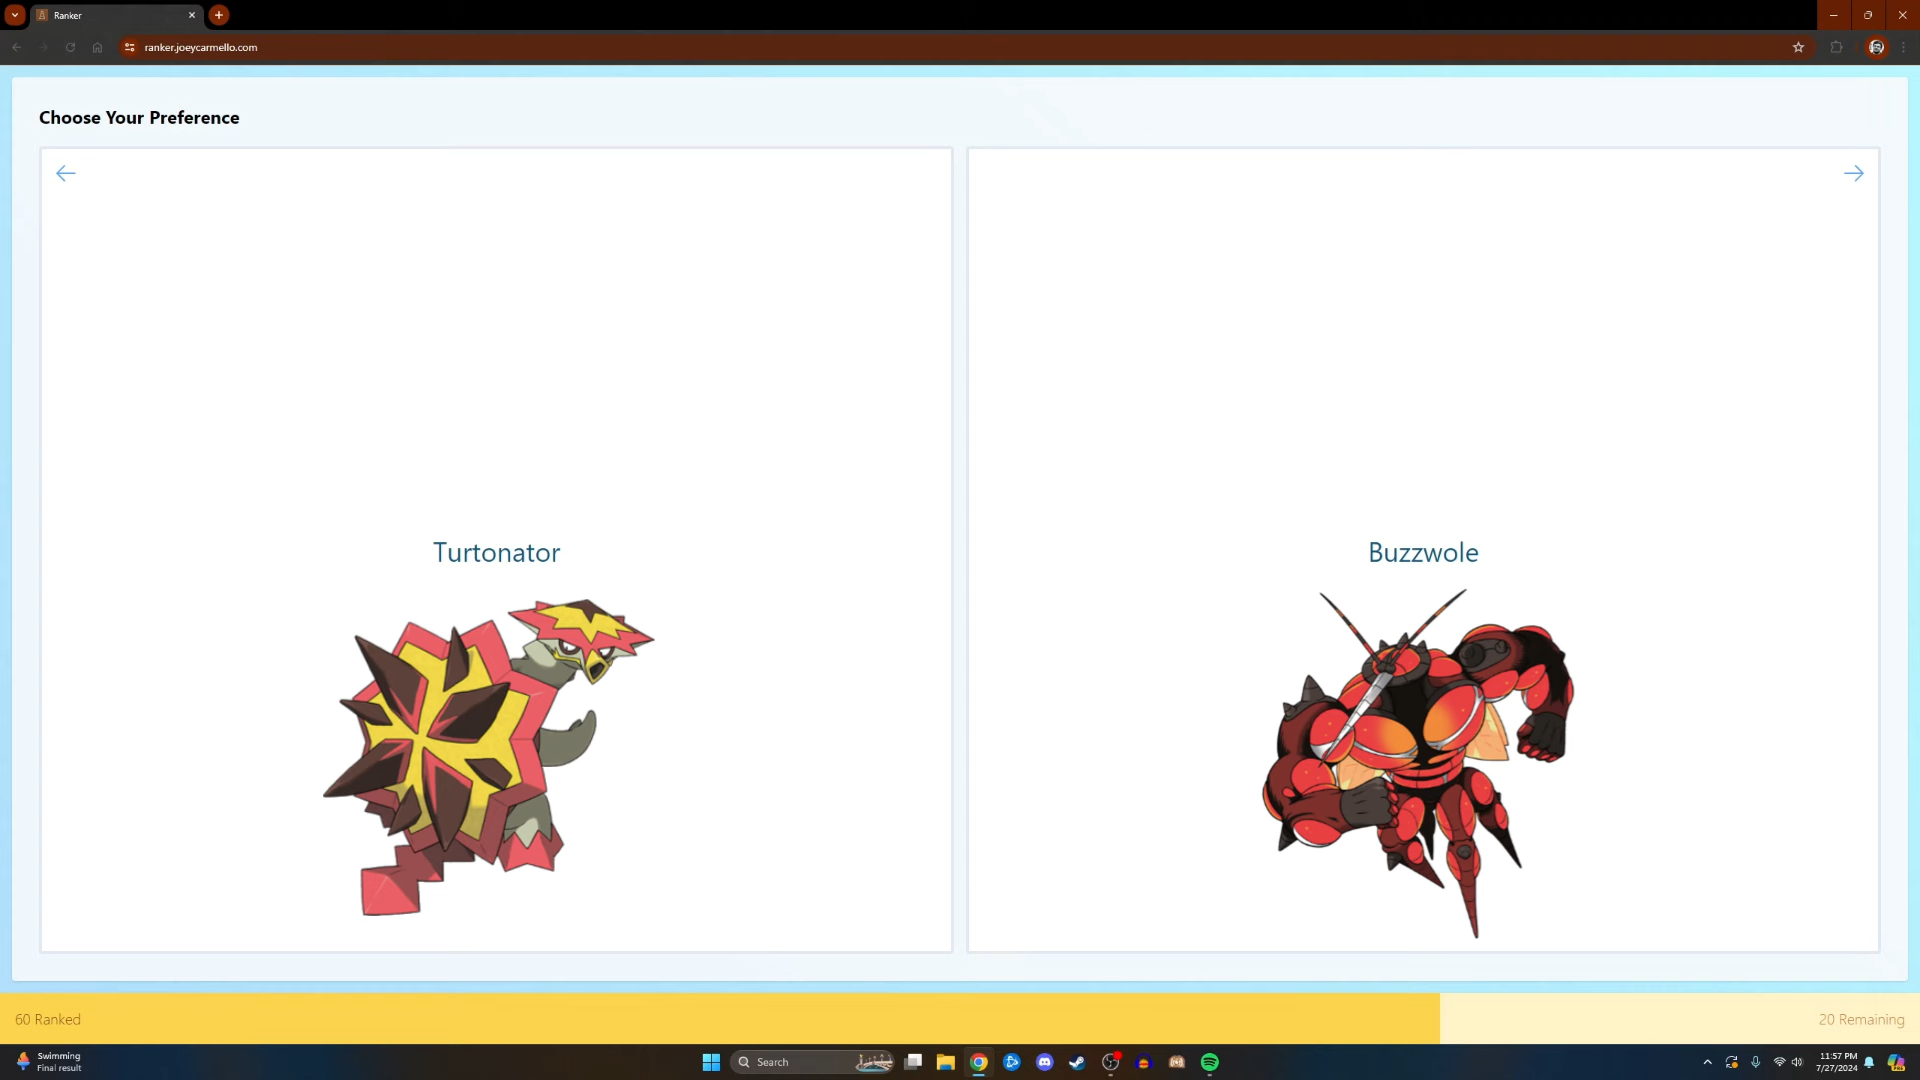 Ranker
ranker.joeycarmello.com
Choose Your Preference
Turtonator
Buzzwole
60 Ranked
20 Remaining
Swimming
Final result
Search
11:57 PM
7/27/2024